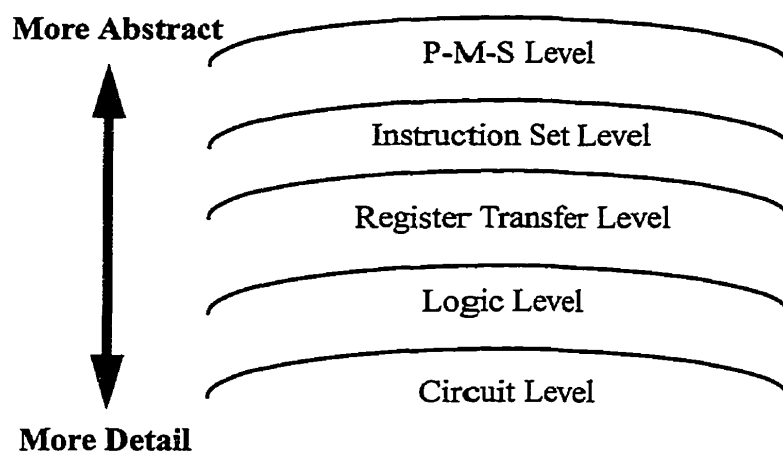 More Abstract
P-M-S Level
Instruction Set Level
Register Transfer Level
Logic Level
Circuit Level
More Detail